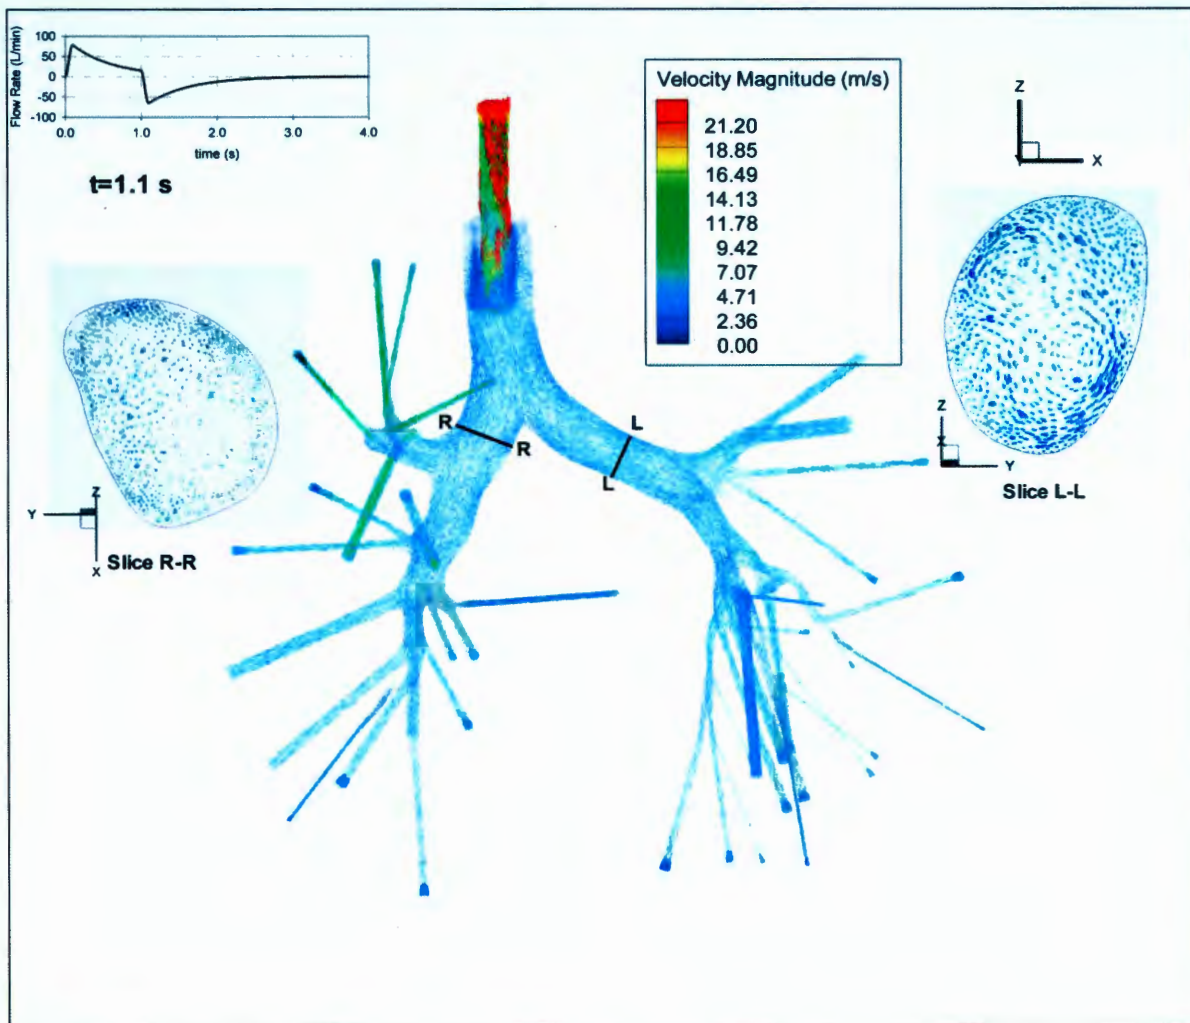 Flow Rate (L/min)
100
50
0
-50
-100
0.0 1.0 2.0 3.0 4.0
time (s)
t=1.1 s
Velocity Magnitude (m/s)
21.20
18.85
16.49
14.13
11.78
9.42
7.07
4.71
2.36
0.00
Z
X
R
R
L
L
Y
Z
X
Slice R-R
Z
X
Y
Slice L-L